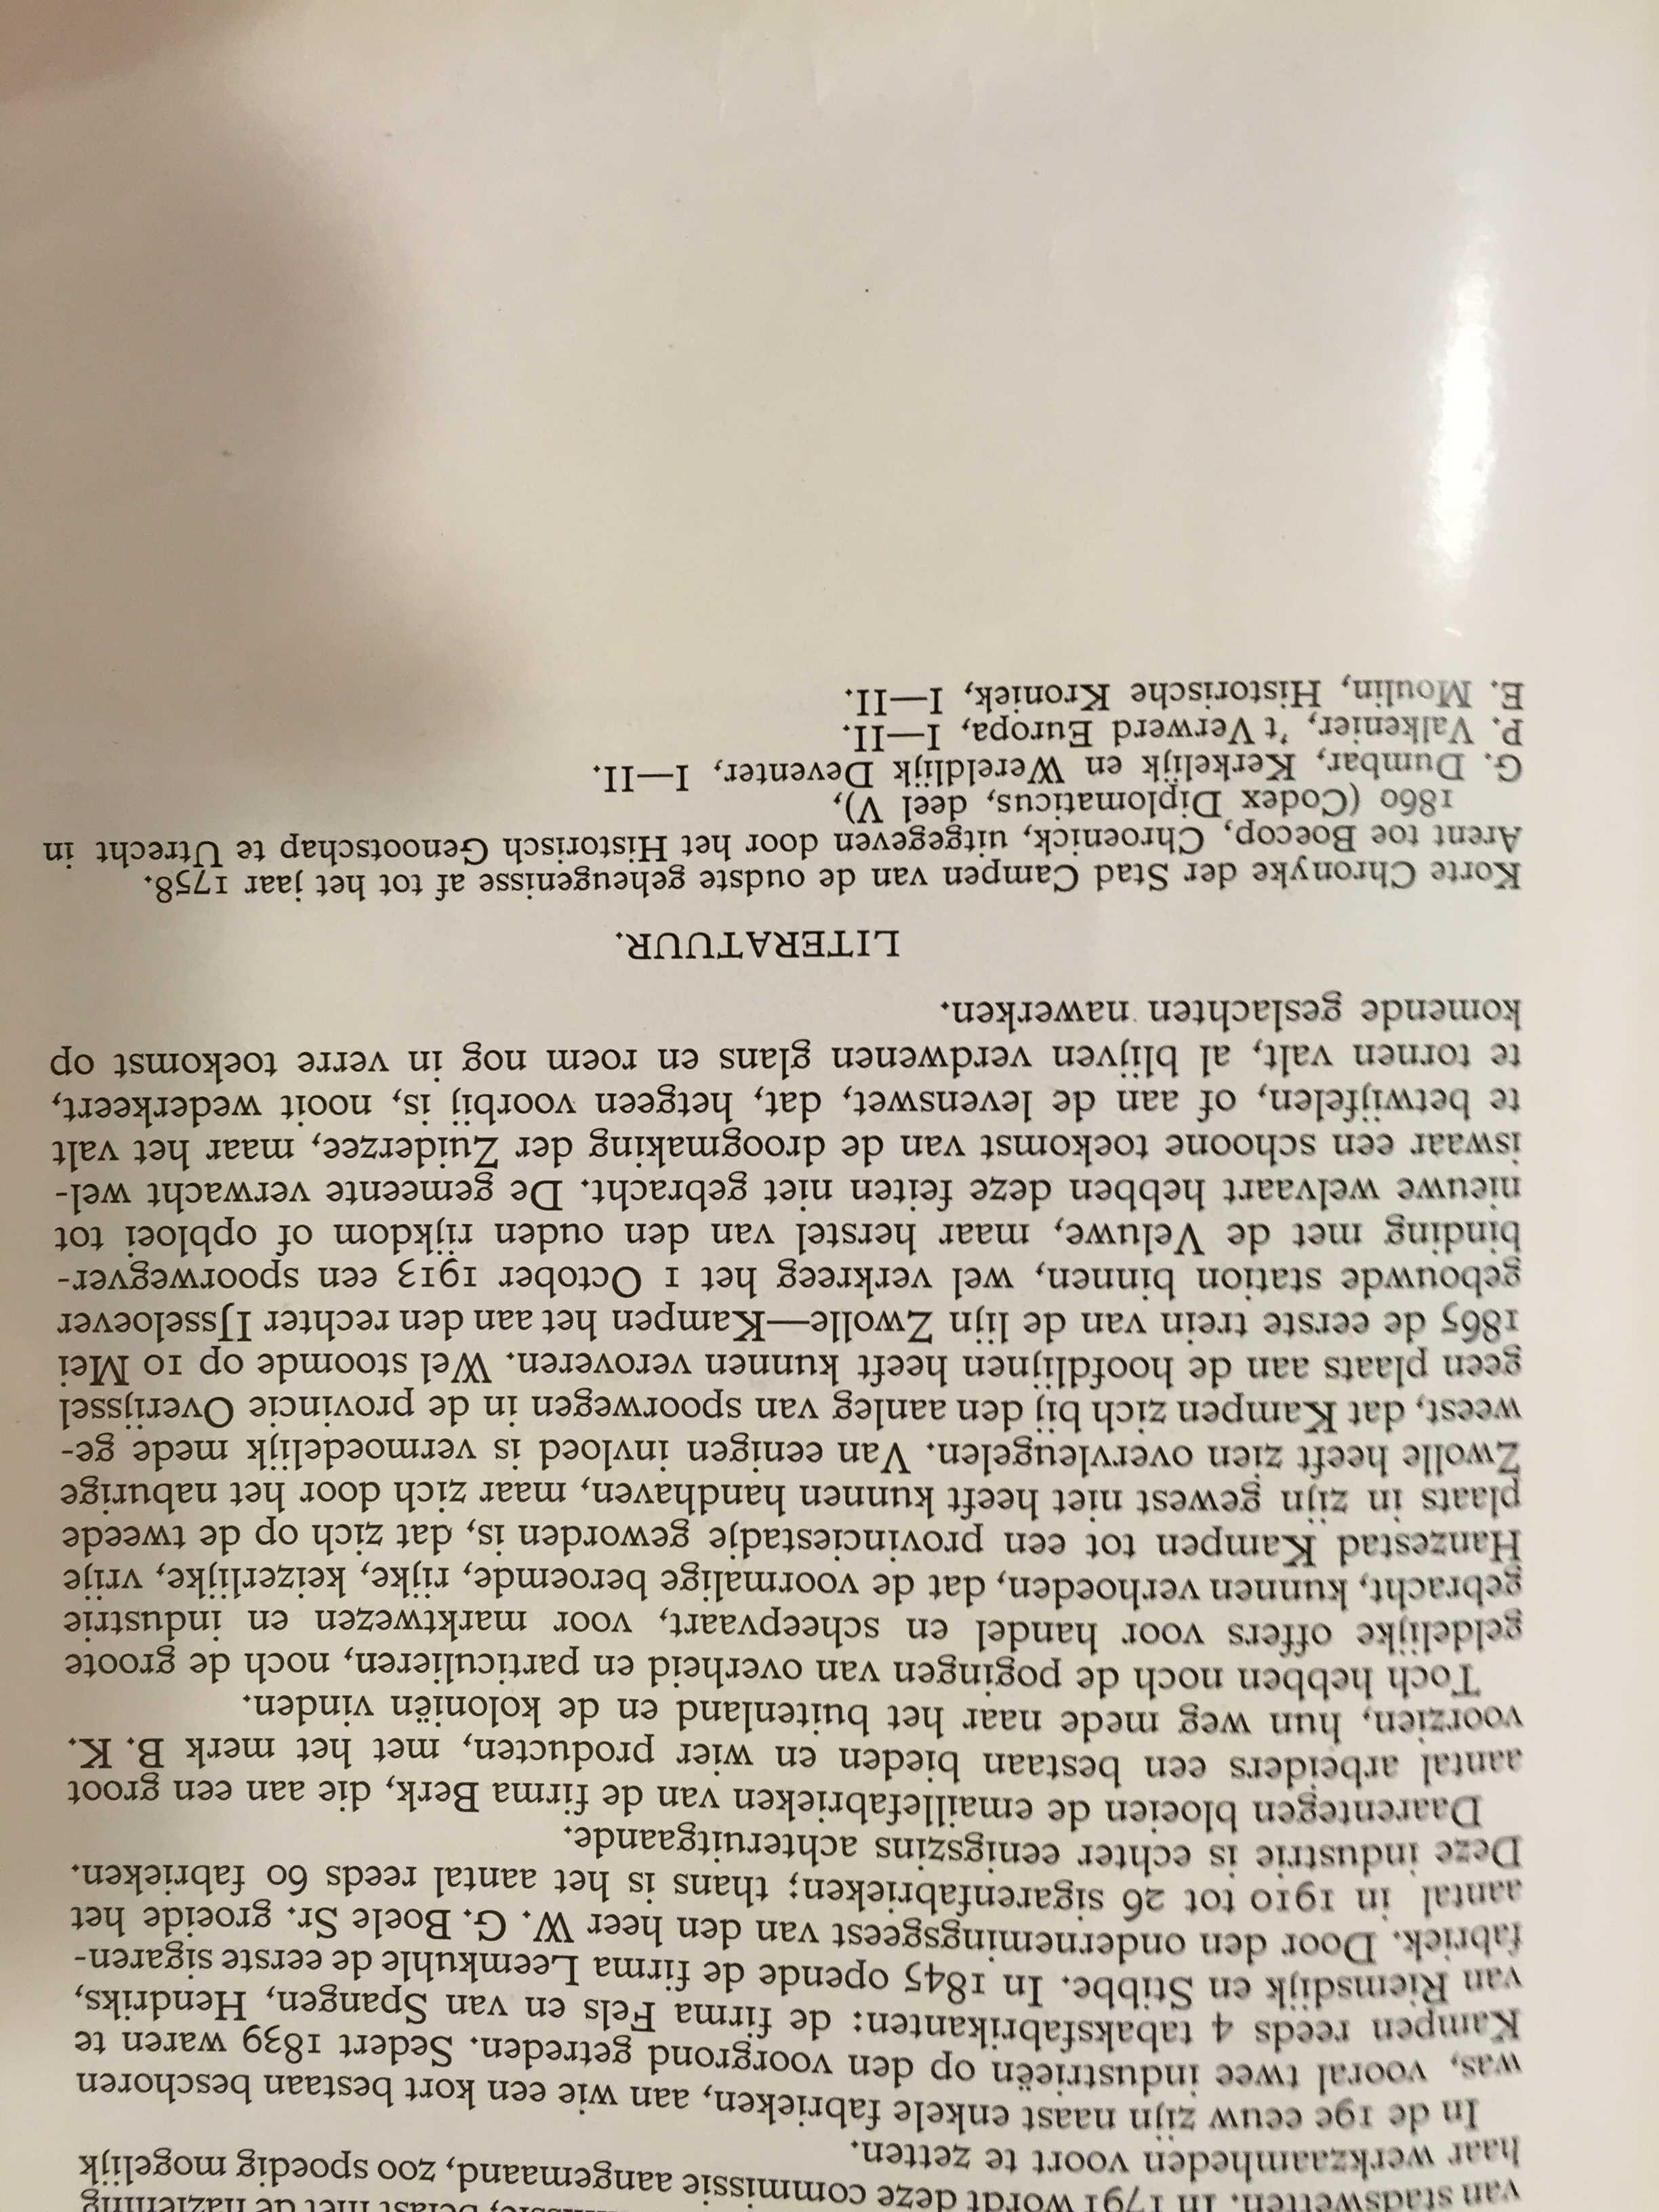 van stadswetten. In 1791 wordt deze commissie, belast met de nazlening
van stadswetten. In 1791 wordt deze commissie aangemaand, zoo spoedig mogelijk
haar werkzaamheden voort te zetten.
In de 19e eeuw zijn naast enkele fabrieken, aan wie een kort bestaan beschoren
was, vooral twee industrieën op den voorgrond getreden. Sedert 1839 waren te
Kampen reeds 4 tabaksfabrikanten: de firma Fels en van Spangen, Hendriks,
van Riemsdijk en Stibbe. In 1845 opende de firma Leemkuhle de eerste sigaren-
fabriek. Door den ondernemingsgeest van den heer W. G. Boele Sr. groeide het
aantal in 1910 tot 26 sigarenfabrieken; thans is het aantal reeds 60 fabrieken.
Deze industrie is echter eenigszins achteruitgaande.
Daarentegen bloeien de emaillefabrieken van de firma Berk, die aan een groot
aantal arbeiders een bestaan bieden en wier producten, met het merk B. K.
voorzien, hun weg mede naar het buitenland en de koloniën vinden.
Toch hebben noch de pogingen van overheid en particulieren, noch de groote
geldelijke offers voor handel en scheepvaart, voor marktwezen en industrie
gebracht, kunnen verhoeden, dat de voormalige beroemde, rijke, keizerlijke, vrije
Hanzestad Kampen tot een provinciestadje geworden is, dat zich op de tweede
plaats in zijn gewest niet heeft kunnen handhaven, maar zich door het naburige
Zwolle heeft zien overvleugelen. Van eenigen invloed is vermoedelijk mede ge-
weest, dat Kampen zich bij den aanleg van spoorwegen in de provincie Overijssel
geen plaats aan de hoofdlijnen heeft kunnen veroveren. Wel stoomde op 10 Mei
1865 de eerste trein van de lijn Zwolle—Kampen het aan den rechter IJsseloever
gebouwde station binnen, wel verkreeg het 1 October 1913 een spoorwegver-
binding met de Veluwe, maar herstel van den ouden rijkdom of opbloei tot
nieuwe welvaart hebben deze feiten niet gebracht. De gemeente verwacht wel-
iswaar een schoone toekomst van de droogmaking der Zuiderzee, maar het valt
te betwijfelen, of aan de levenswet, dat, hetgeen voorbij is, nooit wederkeert,
te tornen valt, al blijven verdwenen glans en roem nog in verre toekomst op
komende geslachten nawerken.
LITERATUUR.
Korte Chronyke der Stad Campen van de oudste geheugenisse af tot het jaar 1758.
Arent toe Boecop, Chroenick, uitgegeven door het Historisch Genootschap te Utrecht in
1860 (Codex Diplomaticus, deel V),
G. Dumbar, Kerkelijk en Wereldlijk Deventer, I—II.
P. Valkenier, 't Verwerd Europa, I—II.
E. Moulin, Historische Kroniek, I—II.